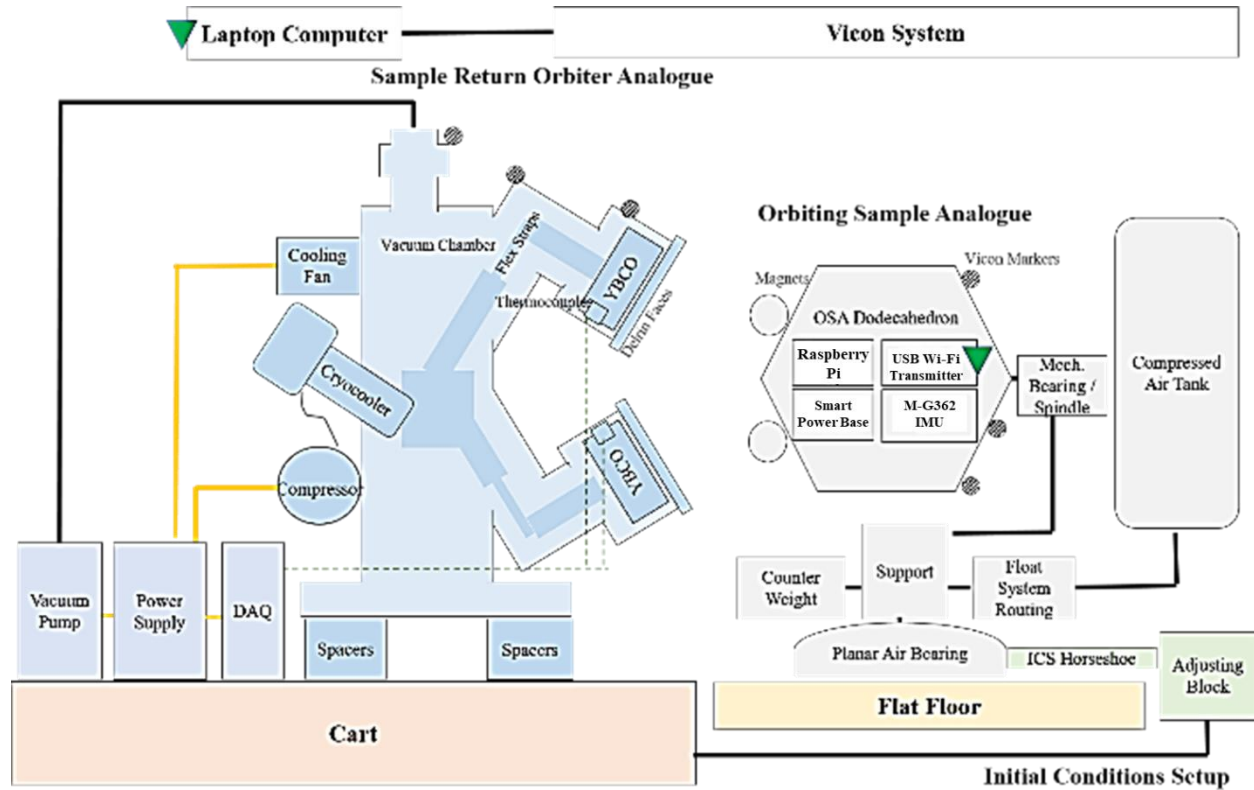 Laptop Computer
Vicon System
Sample Return Orbiter Analogue
Cooling
Fan
Vacuum Chamber
Flex Straps
Thermocouple
YBCO
Delrin Faces
Cryocooler
Compressor
YBCO
Vacuum
Pump
Power
Supply
DAQ
Spacers
Spacers
Cart
Orbiting Sample Analogue
Vicon Markers
Magnets
OSA Dodecahedron
Raspberry
Pi
USB Wi-Fi
Transmitter
Smart
Power Base
M-G362
IMU
Mech.
Bearing /
Spindle
Compressed
Air Tank
Counter
Weight
Support
Float
System
Routing
Planar Air Bearing
ICS Horseshoe
Adjusting
Block
Flat Floor
Initial Conditions Setup